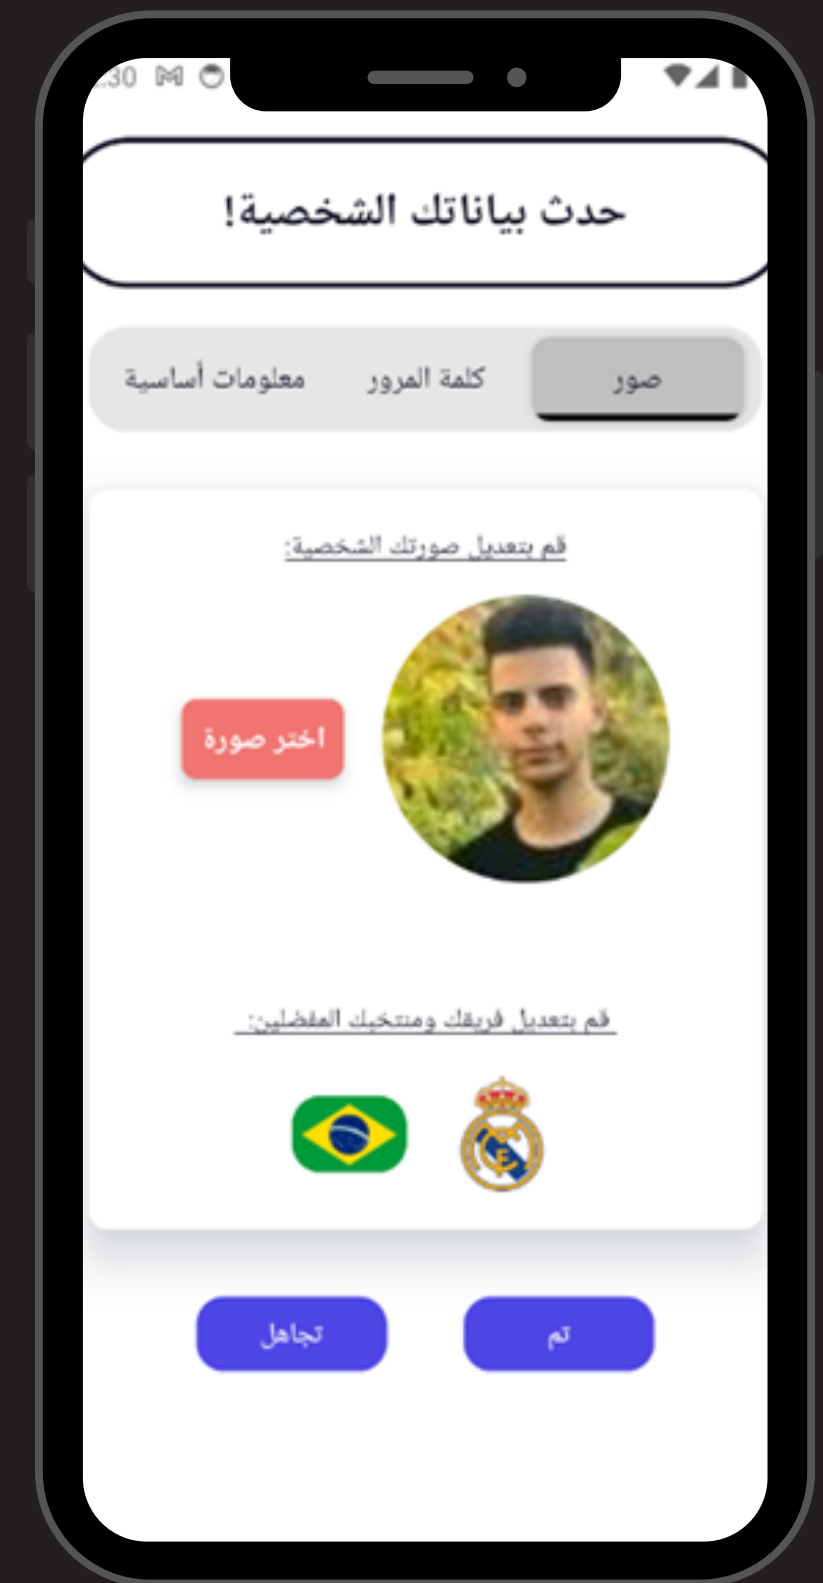 :30
حدث بياناتك الشخصية!
صور كلمة المرور معلومات أساسية
قم بتعديل صورتك الشخصية:
اختر صورة
قم بتعديل فريقك ومنتخبك المفضلين:
تم تجاهل